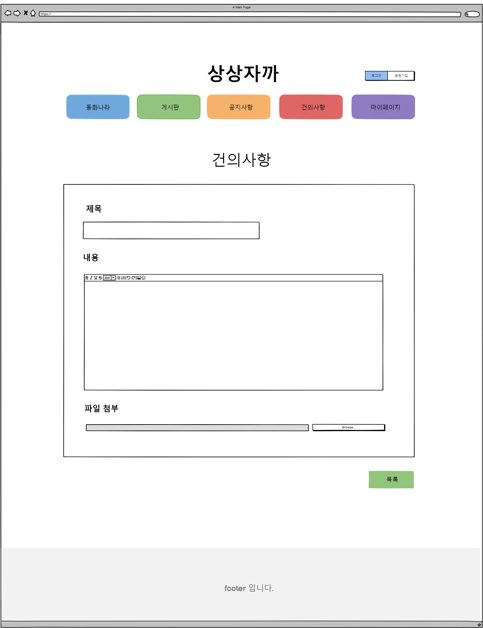 A Web Page
https://
상상자까
로그인 회원가입
동화나라 게시판 공지사항 건의사항 마이페이지
건의사항
제목
내용
파일 첨부
Browse..
목록
footer 입니다.